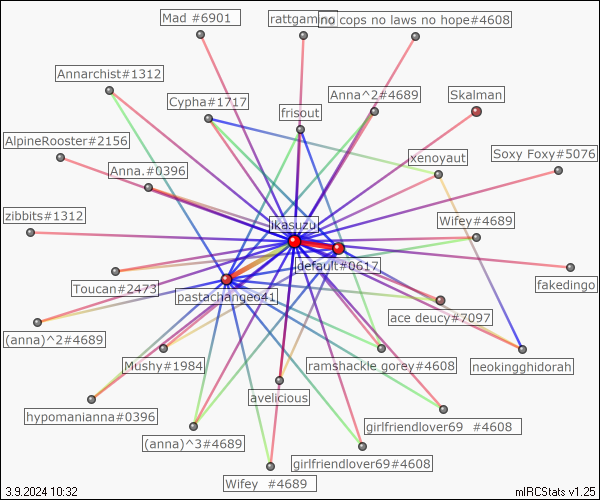 Mad #6901
rattgam
no cops no laws no hope#4608
Annarchist#1312
Cypha#1717
frisout
Anna^2#4689
Skalman
AlpineRooster#2156
Anna.#0396
xenoyaut
Soxy Foxy#5076
zibbits#1312
ikasuzu
Wifey#4689
default#0617
Toucan#2473
pastachangeo41
fakedingo
(anna)^2#4689
ace deucy#7097
Mushy#1984
ramshackle gorey#4608
neokingghidorah
hypomanianna#0396
avelicious
girlfriendlover69 #4608
(anna)^3#4689
girlfriendlover69#4608
Wifey #4689
3.9.2024 10:32
mIRCStats v1.25